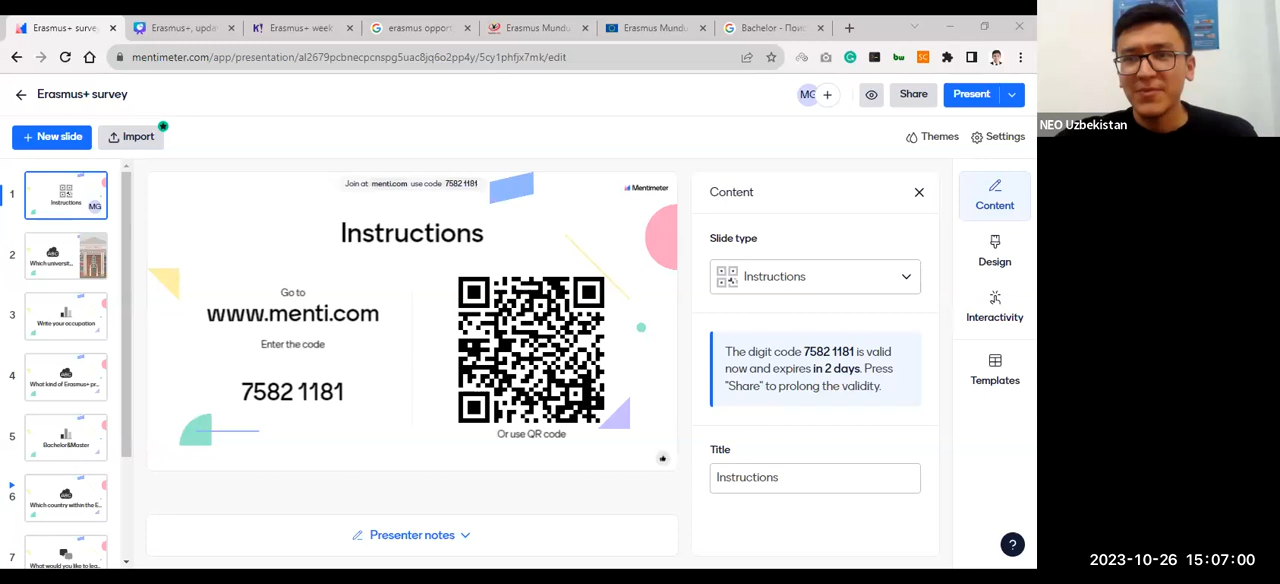 Erasmus+ surve
Erasmus+, upda
Erasmus+ week
erasmus opport
Erasmus Mundu
Erasmus Mundu
Bachelor - Пои
mentimeter.com/app/presentation/al2679pcbnecpcnspg5uac8jq6o2pp4y/5cy1phfjx7mk/edit
NEO Uzbekistan
Erasmus+ survey
MG
Share
Present
New slide
Import
Themes
Settings
1
Instructions
MG
2
Which universit...
3
Write your occupation
4
What kind of Erasmus+ pr...
5
Bachelor&Master
6
Which country within the E...
7
What would you like to lea...
Join at menti.com use code 7582 1181
Mentimeter
Instructions
Go to
www.menti.com
Enter the code
7582 1181
Or use QR code
Presenter notes
Content
Slide type
Instructions
The digit code 7582 1181 is valid
now and expires in 2 days. Press
"Share" to prolong the validity.
Title
Instructions
Content
Design
Interactivity
Templates
?
2023-10-26 15:07:00